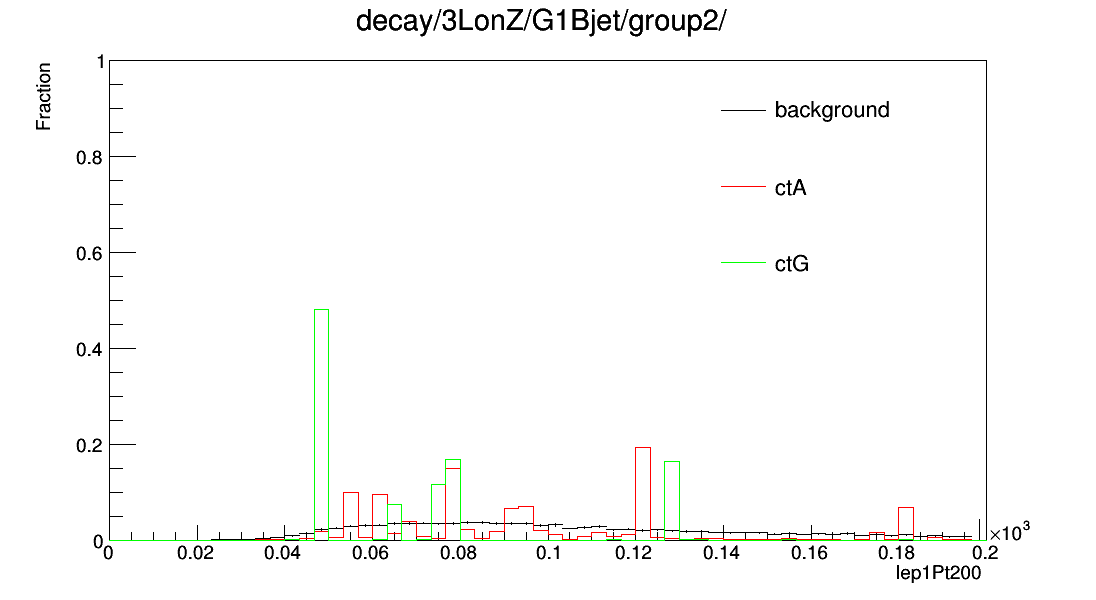 decay/3LonZ/G1Bjet/group2/
Fraction
1
0.8
0.6
0.4
0.2
0
background
ctA
ctG
0 0.02 0.04 0.06 0.08 0.1 0.12 0.14 0.16 0.18 0.2
×10³
lep1Pt200